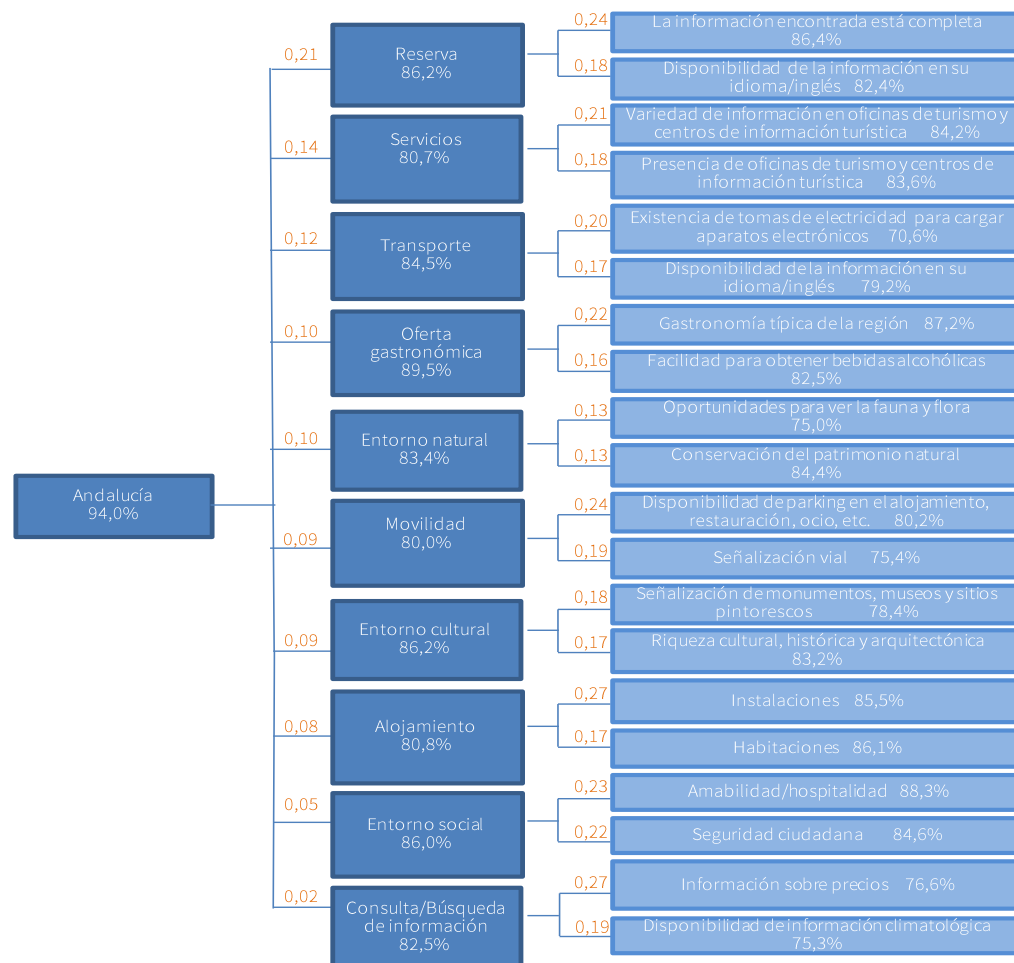 Andalucía
94,0%
0,21
Reserva
86,2%
0,24
La información encontrada está completa
86,4%
0,18
Disponibilidad de la información en su
idioma/inglés 82,4%
0,14
Servicios
80,7%
0,21
Variedad de información en oficinas de turismo y
centros de información turística 84,2%
0,18
Presencia de oficinas de turismo y centros de
información turística 83,6%
0,12
Transporte
84,5%
0,20
Existencia de tomas de electricidad para cargar
aparatos electrónicos 70,6%
0,17
Disponibilidad de la información en su
idioma/inglés 79,2%
0,10
Oferta
gastronómica
89,5%
0,22
Gastronomía típica de la región 87,2%
0,16
Facilidad para obtener bebidas alcohólicas
82,5%
0,10
Entorno natural
83,4%
0,13
Oportunidades para ver la fauna y flora
75,0%
0,13
Conservación del patrimonio natural
84,4%
0,09
Movilidad
80,0%
0,24
Disponibilidad de parking en el alojamiento,
restauración, ocio, etc. 80,2%
0,19
Señalización vial 75,4%
0,09
Entorno cultural
86,2%
0,18
Señalización de monumentos, museos y sitios
pintorescos 78,4%
0,17
Riqueza cultural, histórica y arquitectónica
83,2%
0,08
Alojamiento
80,8%
0,27
Instalaciones 85,5%
0,17
Habitaciones 86,1%
0,05
Entorno social
86,0%
0,23
Amabilidad/hospitalidad 88,3%
0,22
Seguridad ciudadana 84,6%
0,02
Consulta/Búsqueda
de información
82,5%
0,27
Información sobre precios 76,6%
0,19
Disponibilidad de información climatológica
75,3%